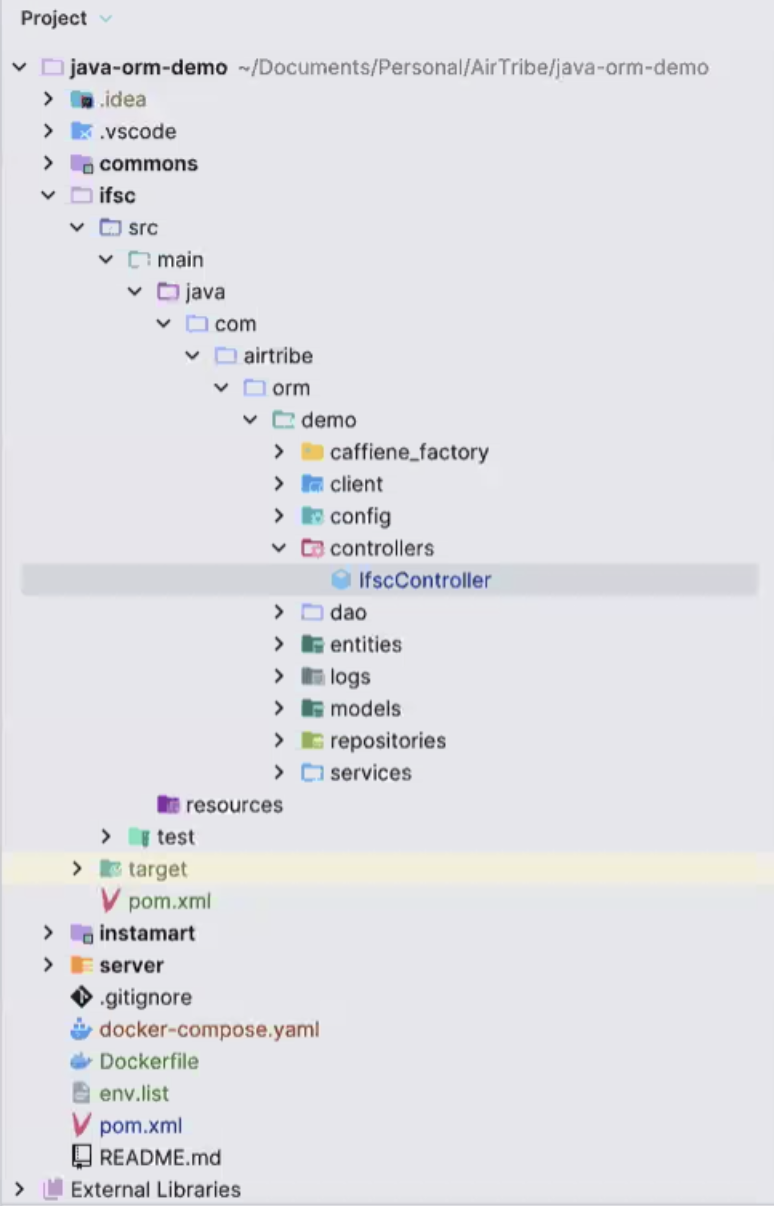 Project
java-orm-demo ~/Documents/Personal/AirTribe/java-orm-demo
.idea
.vscode
commons
ifsc
src
main
java
com
airtribe
orm
demo
caffiene_factory
client
config
controllers
IfscController
dao
entities
logs
models
repositories
services
resources
test
target
pom.xml
instamart
server
.gitignore
docker-compose.yaml
Dockerfile
env.list
pom.xml
README.md
External Libraries